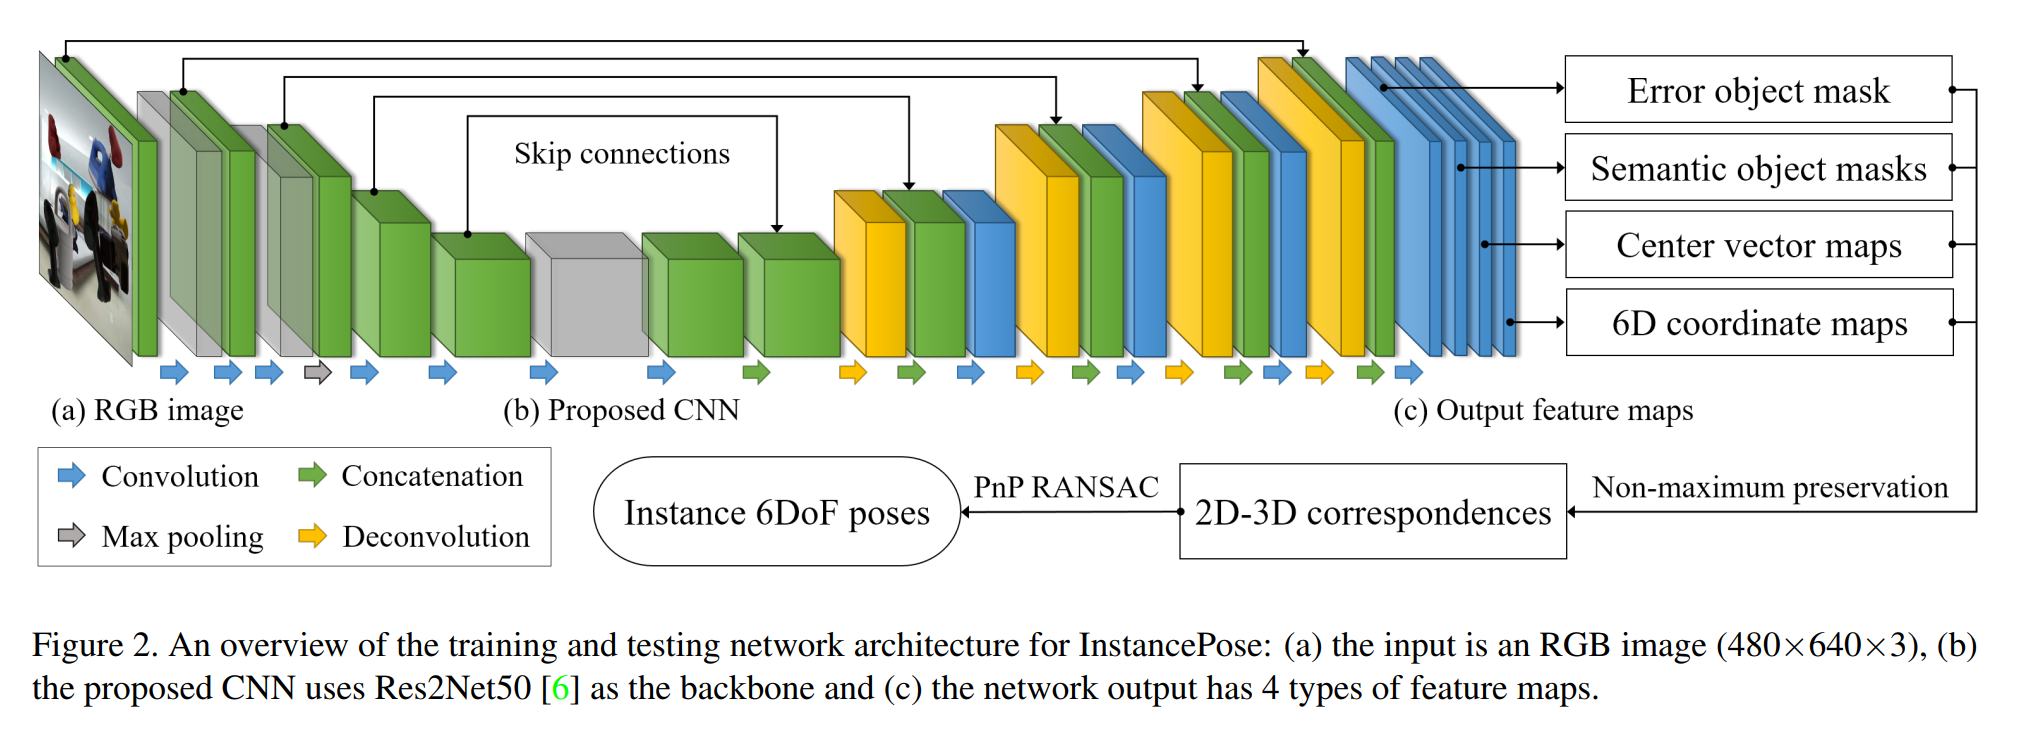 Skip connections
Error object mask
Semantic object masks
Center vector maps
6D coordinate maps
(a) RGB image
(b) Proposed CNN
(c) Output feature maps
Convolution
Concatenation
Max pooling
Deconvolution
Instance 6DoF poses
PnP RANSAC
2D-3D correspondences
Non-maximum preservation
Figure 2. An overview of the training and testing network architecture for InstancePose: (a) the input is an RGB image (480×640×3), (b)
the proposed CNN uses Res2Net50 [6] as the backbone and (c) the network output has 4 types of feature maps.